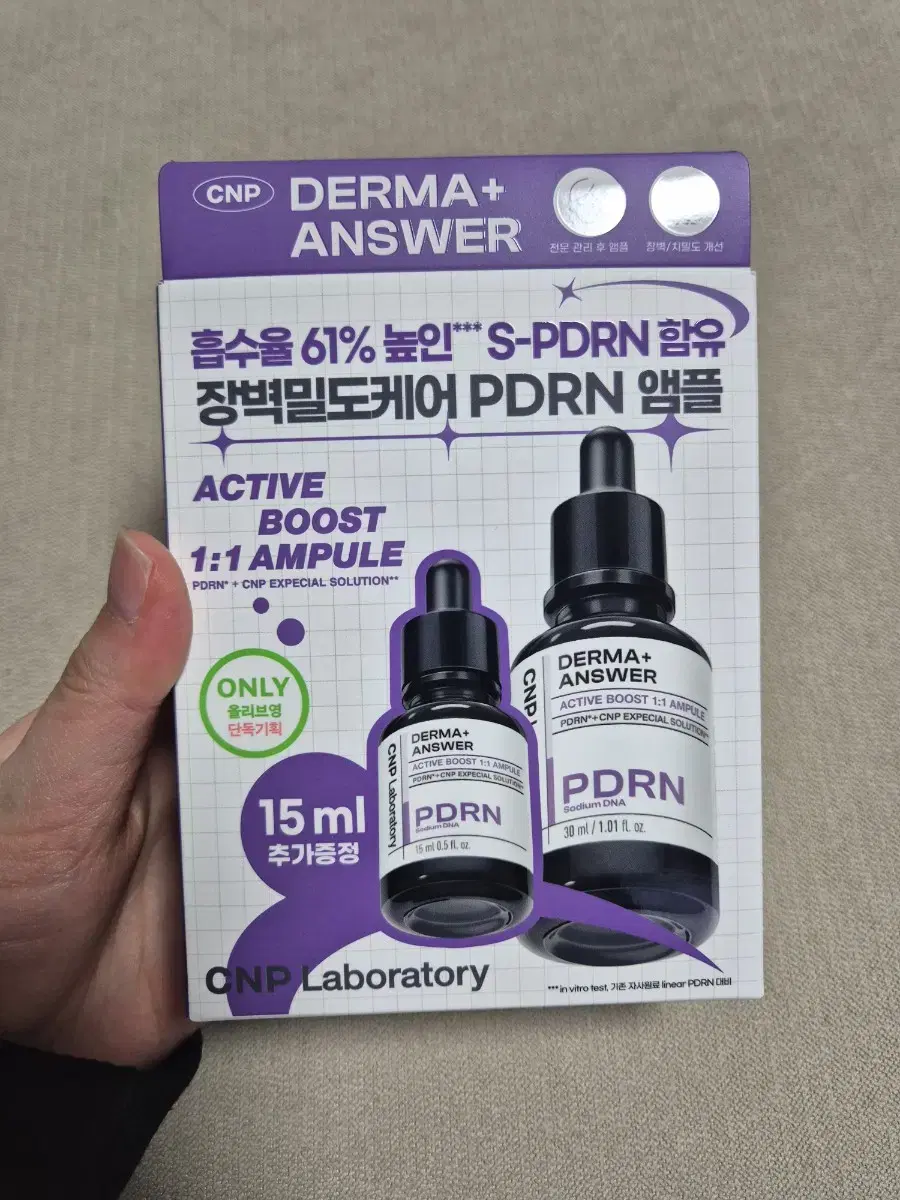 CNP
DERMA+
ANSWER
전문 관리 후 앰플
장벽/치밀도 개선
흡수율 61% 높인*** S-PDRN 함유
장벽밀도케어 PDRN 앰플
ACTIVE
BOOST
1:1 AMPULE
PDRN* + CNP EXPECIAL SOLUTION**
ONLY
올리브영
단독기획
15 ml
추가증정
CNP Laboratory
DERMA+
ANSWER
ACTIVE BOOST 1:1 AMPULE
PDRN*+CNP EXPECIAL SOLUTION**
PDRN
Sodium DNA
15 ml 0.5 fl. oz.
CNP L
DERMA+
ANSWER
ACTIVE BOOST 1:1 AMPULE
PDRN*+CNP EXPECIAL SOLUTION**
PDRN
Sodium DNA
30 ml / 1.01 fl. oz.
CNP Laboratory
*** in vitro test, 기존 자사원료 linear PDRN 대비